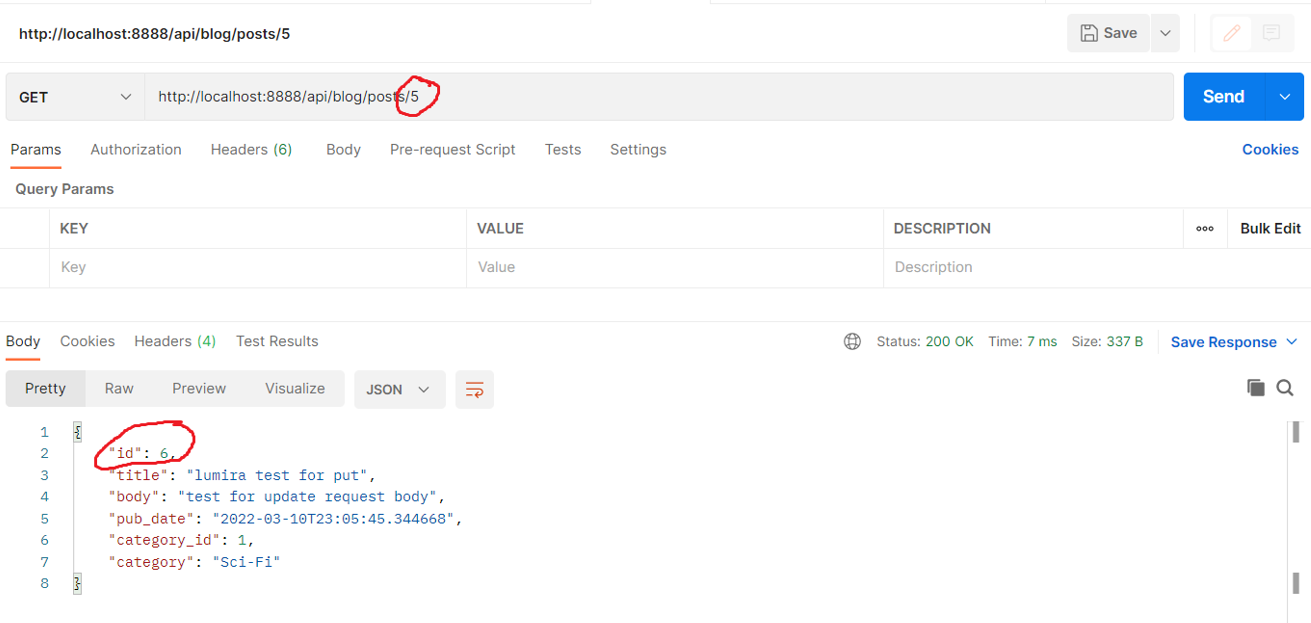 http://localhost:8888/api/blog/posts/5
Save
GET
http://localhost:8888/api/blog/posts/5
Send
Params Authorization Headers (6) Body Pre-request Script Tests Settings Cookies
Query Params
KEY VALUE DESCRIPTION ooo Bulk Edit
Key Value Description
Body Cookies Headers (4) Test Results Status: 200 OK Time: 7 ms Size: 337 B Save Response
Pretty Raw Preview Visualize JSON
1 {
2 "id": 6,
3 "title": "lumira test for put",
4 "body": "test for update request body",
5 "pub_date": "2022-03-10T23:05:45.344668",
6 "category_id": 1,
7 "category": "Sci-Fi"
8 }